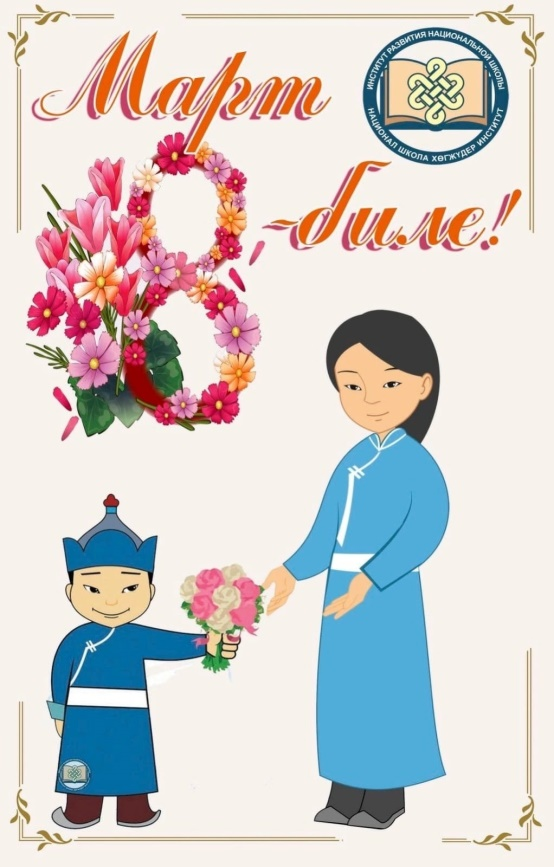 Март
8
-биле!
ИНСТИТУТ РАЗВИТИЯ НАЦИОНАЛЬНОЙ ШКОЛЫ
НАЦИОНАЛ ШКОЛА ХӨГЖҮДЕР ИНСТИТУТ